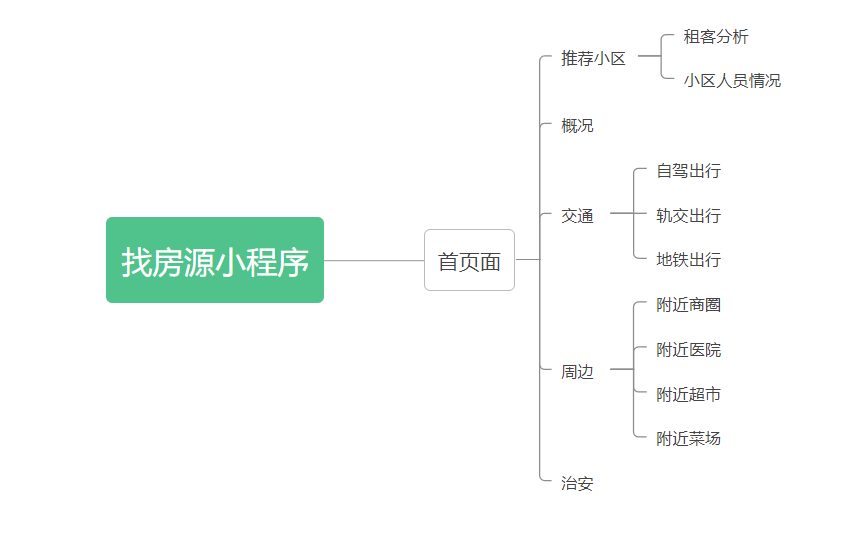 找房源小程序
首页面
推荐小区
租客分析
小区人员情况
概况
交通
自驾出行
轨交出行
地铁出行
周边
附近商圈
附近医院
附近超市
附近菜场
治安